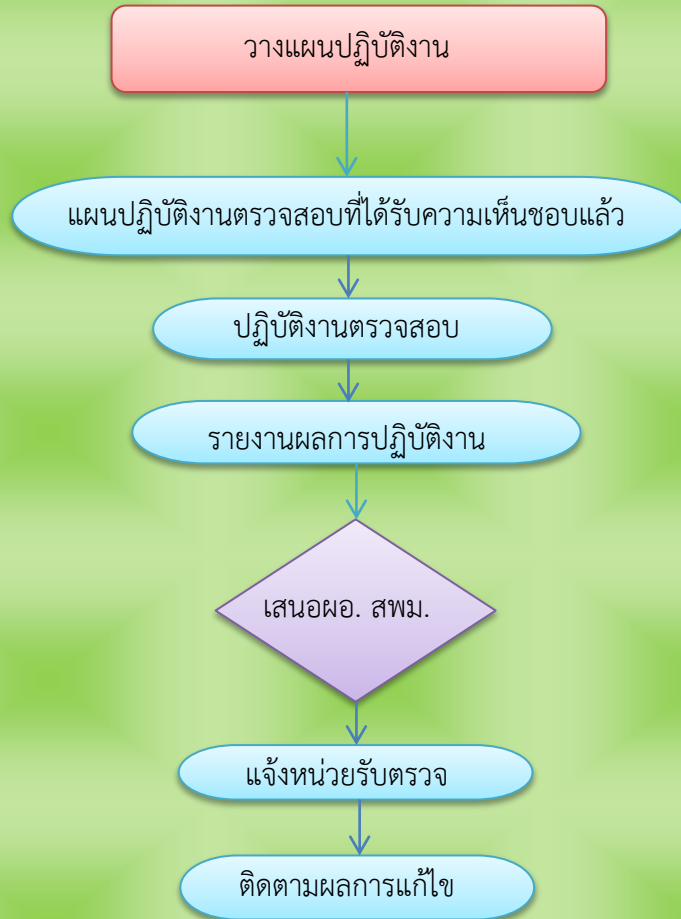 วางแผนปฏิบัติงาน
แผนปฏิบัติงานตรวจสอบที่ได้รับความเห็นชอบแล้ว
ปฏิบัติงานตรวจสอบ
รายงานผลการปฏิบัติงาน
เสนอผอ. สพม.
แจ้งหน่วยรับตรวจ
ติดตามผลการแก้ไข